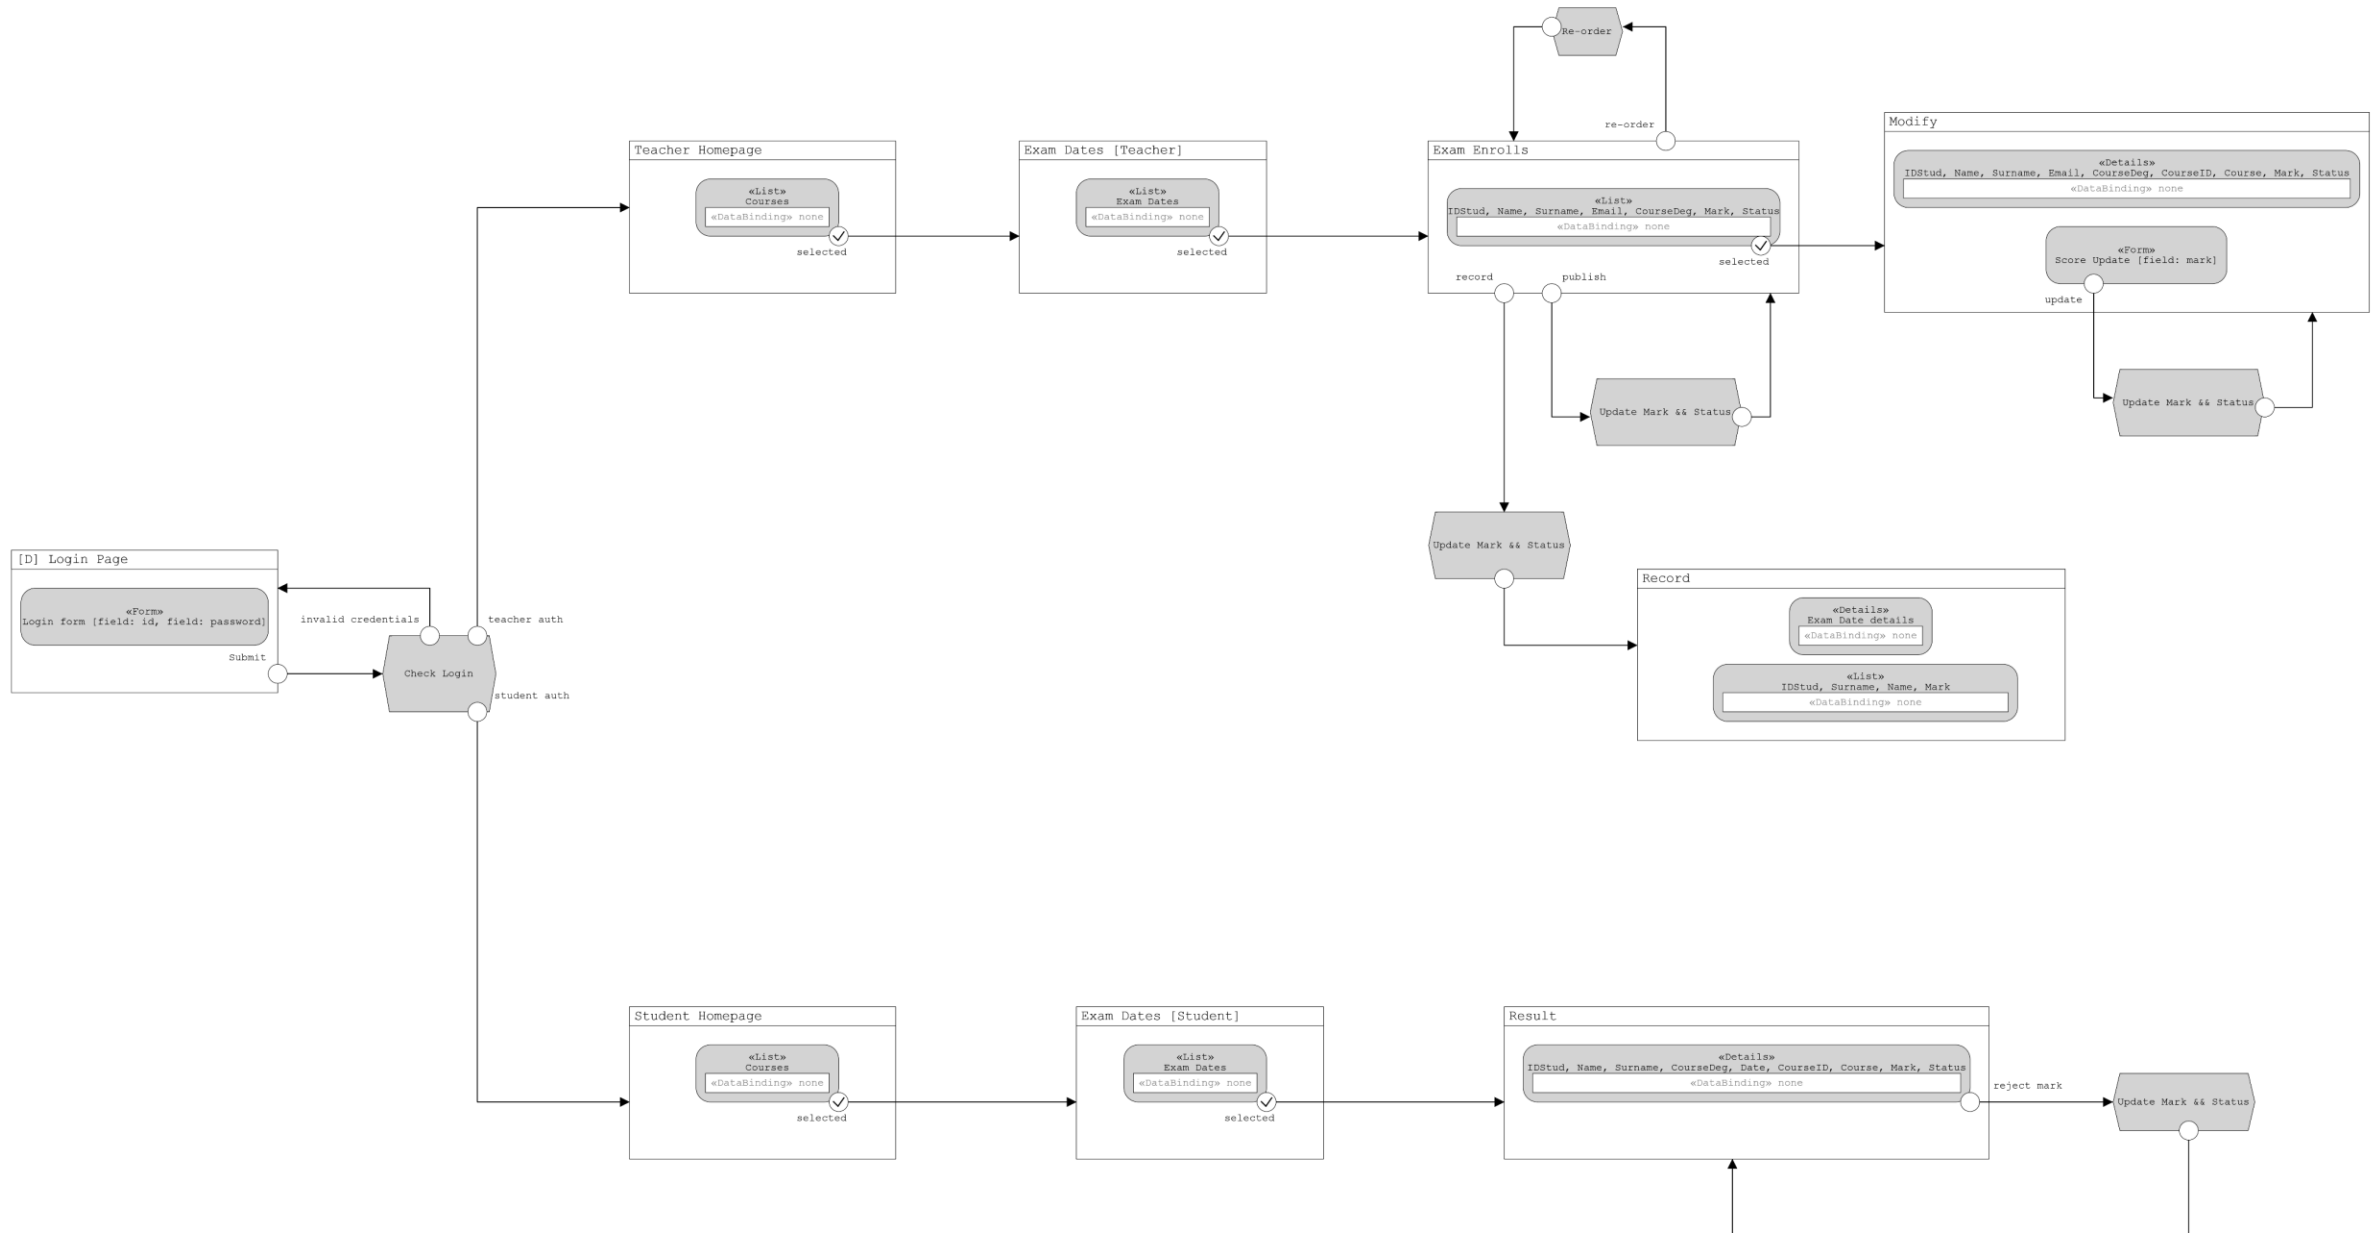 Re-order
re-order
Modify
«Details»
IDStud, Name, Surname, Email, CourseDeg, CourseID, Course, Mark, Status
«DataBinding» none
«Form»
Score Update [field: mark]
update
Update Mark && Status
Teacher Homepage
«List»
Courses
«DataBinding» none
selected
Exam Dates [Teacher]
«List»
Exam Dates
«DataBinding» none
selected
Exam Enrolls
«List»
IDStud, Name, Surname, Email, CourseDeg, Mark, Status
«DataBinding» none
selected
record
publish
Update Mark && Status
Update Mark && Status
[D] Login Page
«Form»
Login form [field: id, field: password]
Submit
invalid credentials
teacher auth
Check Login
student auth
Record
«Details»
Exam Date details
«DataBinding» none
«List»
IDStud, Surname, Name, Mark
«DataBinding» none
Student Homepage
«List»
Courses
«DataBinding» none
selected
Exam Dates [Student]
«List»
Exam Dates
«DataBinding» none
selected
Result
«Details»
IDStud, Name, Surname, CourseDeg, Date, CourseID, Course, Mark, Status
«DataBinding» none
reject mark
Update Mark && Status